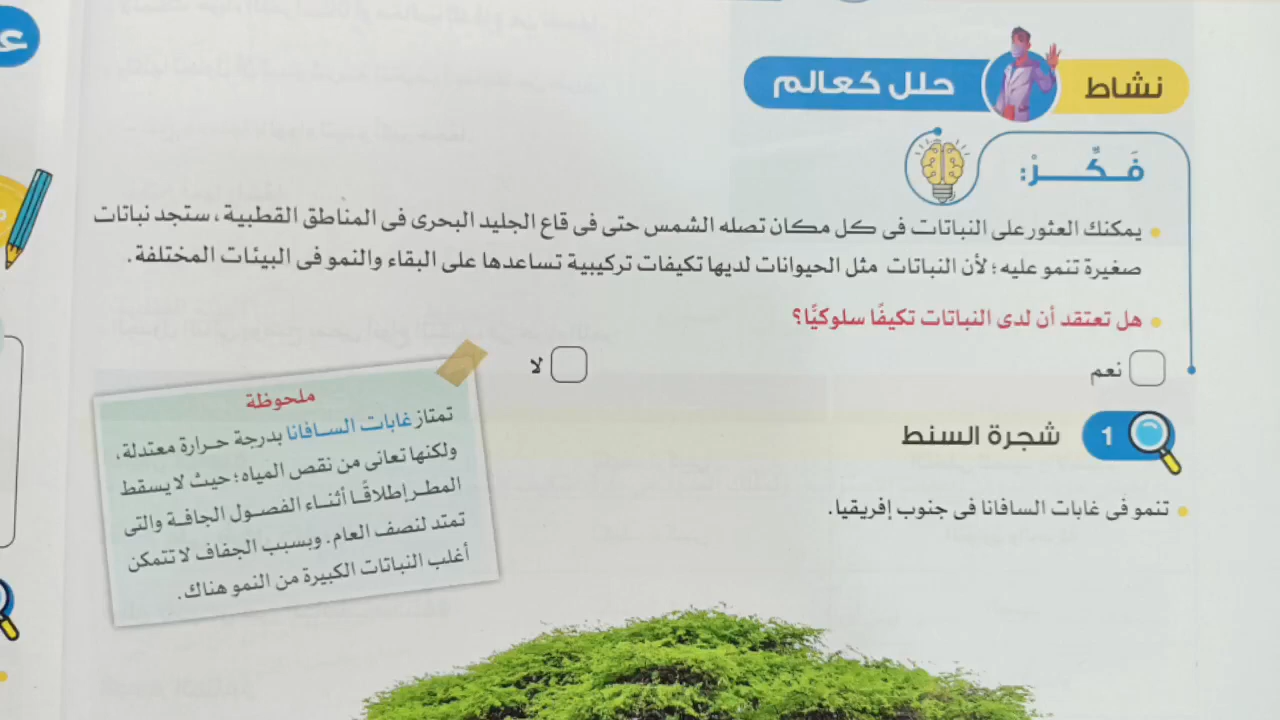 نشاط حلل كعالم
فَكِّرْ:
يمكنك العثور على النباتات فى كل مكان تصله الشمس حتى فى قاع الجليد البحرى فى المناطق القطبية، ستجد نباتات
صغيرة تنمو عليه؛ لأن النباتات مثل الحيوانات لديها تكيفات تركيبية تساعدها على البقاء والنمو فى البيئات المختلفة.
هل تعتقد أن لدى النباتات تكيفًا سلوكيًّا؟
نعم
لا
1 شجرة السنط
تنمو فى غابات السافانا فى جنوب إفريقيا.
ملحوظة
تمتاز غابات السافانا بدرجة حرارة معتدلة،
ولكنها تعانى من نقص المياه؛ حيث لا يسقط
المطر إطلاقًا أثناء الفصول الجافة والتى
تمتد لنصف العام. وبسبب الجفاف لا تتمكن
أغلب النباتات الكبيرة من النمو هناك.